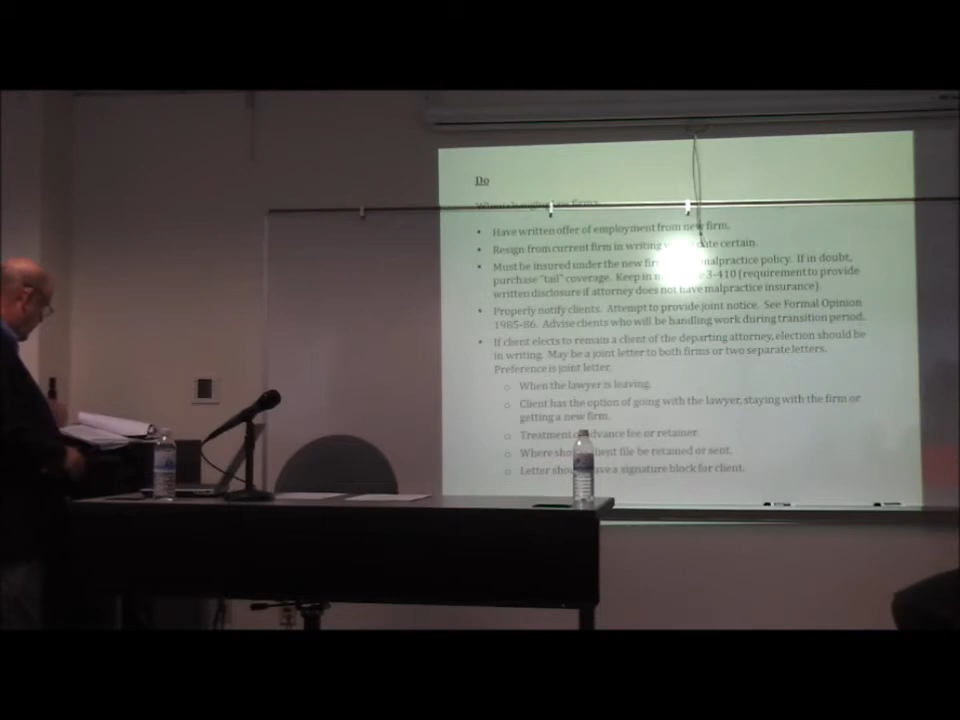 Do
When changing law firms:
• Have written offer of employment from new firm.
• Resign from current firm in writing date certain.
• Must be insured under the new malpractice policy. If in doubt,
purchase "tail" coverage. Keep in 3-410 (requirement to provide
written disclosure if attorney does not have malpractice insurance).
• Properly notify clients. Attempt to provide joint notice. See Formal Opinion
1985-86. Advise clients who will be handling work during transition period.
• If client elects to remain a client of the departing attorney, election should be
in writing. May be a joint letter to both firms or two separate letters.
Preference is joint letter.
o When the lawyer is leaving.
o Client has the option of going with the lawyer, staying with the firm or
getting a new firm.
o Treatment advance fee or retainer.
o Where file be retained or sent.
o Letter have a signature block for client.